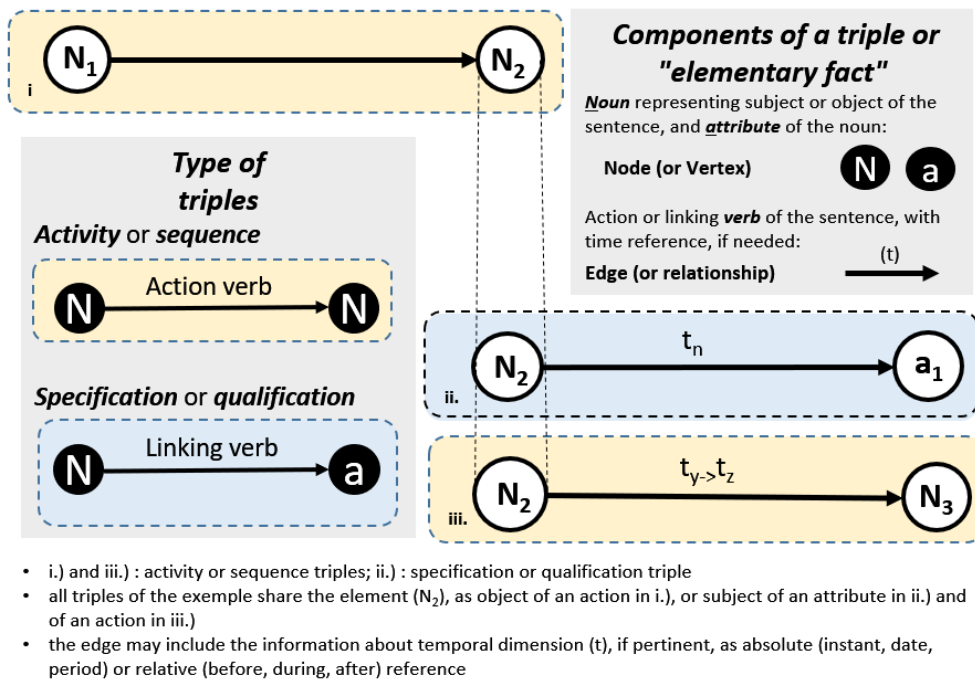 N1
N2
i
Components of a triple or
"elementary fact"
Noun representing subject or object of the
sentence, and attribute of the noun:
Node (or Vertex)
N
a
Action or linking verb of the sentence, with
time reference, if needed:
(t)
Edge (or relationship)
Type of
triples
Activity or sequence
N
Action verb
N
Specification or qualification
N
Linking verb
a
N2
tn
a1
ii.
N2
ty->tz
N3
iii.
• i.) and iii.) : activity or sequence triples; ii.) : specification or qualification triple
• all triples of the exemple share the element (N2), as object of an action in i.), or subject of an attribute in ii.) and
of an action in iii.)
• the edge may include the information about temporal dimension (t), if pertinent, as absolute (instant, date,
period) or relative (before, during, after) reference